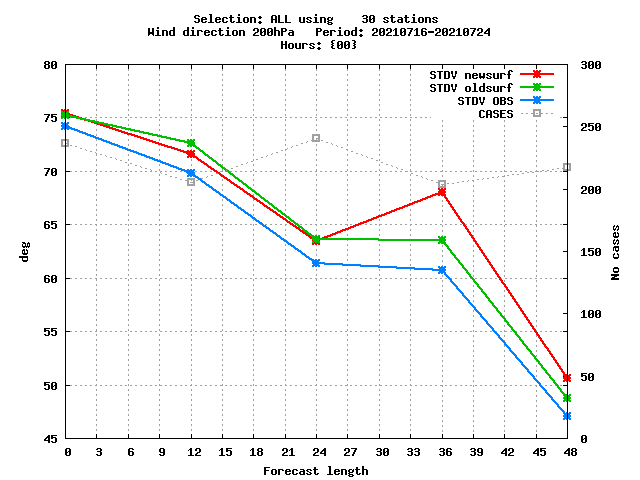 Selection: ALL using    30 stations
Wind direction 200hPa   Period: 20210716-20210724
Hours: {00}
STDV newsurf
STDV oldsurf
STDV OBS
CASES
80
75
70
65
60
55
50
45
deg
300
250
200
150
100
50
0
No cases
0 3 6 9 12 15 18 21 24 27 30 33 36 39 42 45 48
Forecast length